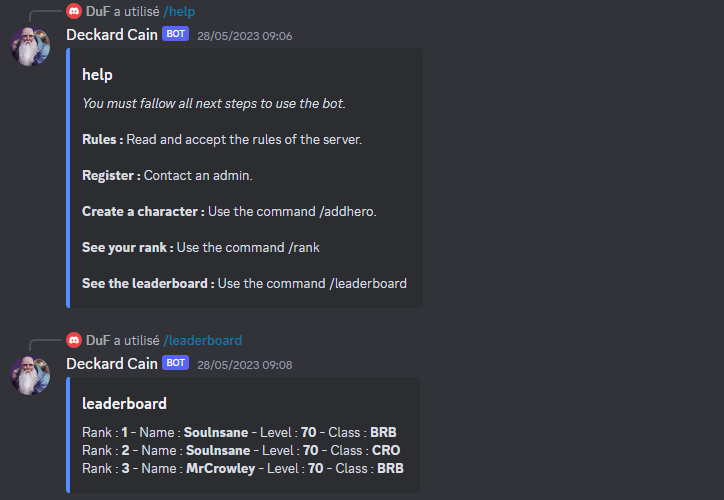 DuF a utilisé /help
Deckard Cain BOT 28/05/2023 09:06
help
You must fallow all next steps to use the bot.
Rules : Read and accept the rules of the server.
Register : Contact an admin.
Create a character : Use the command /addhero.
See your rank : Use the command /rank
See the leaderboard : Use the command /leaderboard
DuF a utilisé /leaderboard
Deckard Cain BOT 28/05/2023 09:08
leaderboard
Rank : 1 - Name : Soulnsane - Level : 70 - Class : BRB
Rank : 2 - Name : Soulnsane - Level : 70 - Class : CRO
Rank : 3 - Name : MrCrowley - Level : 70 - Class : BRB